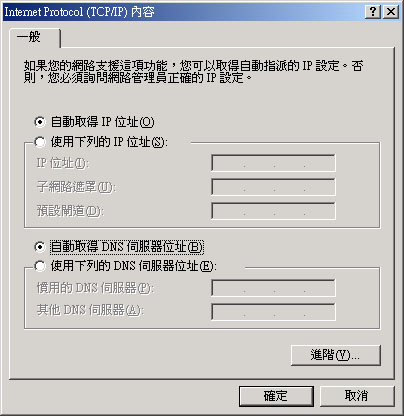 Internet Protocol (TCP/IP) 內容
一般
如果您的網路支援這項功能，您可以取得自動指派的 IP 設定。否
則，您必須詢問網路管理員正確的 IP 設定。
自動取得 IP 位址(O)
使用下列的 IP 位址(S):
IP 位址(I):
子網路遮罩(U):
預設閘道(D):
自動取得 DNS 伺服器位址(B)
使用下列的 DNS 伺服器位址(E):
慣用的 DNS 伺服器(P):
其他 DNS 伺服器(A):
進階(V)...
確定
取消